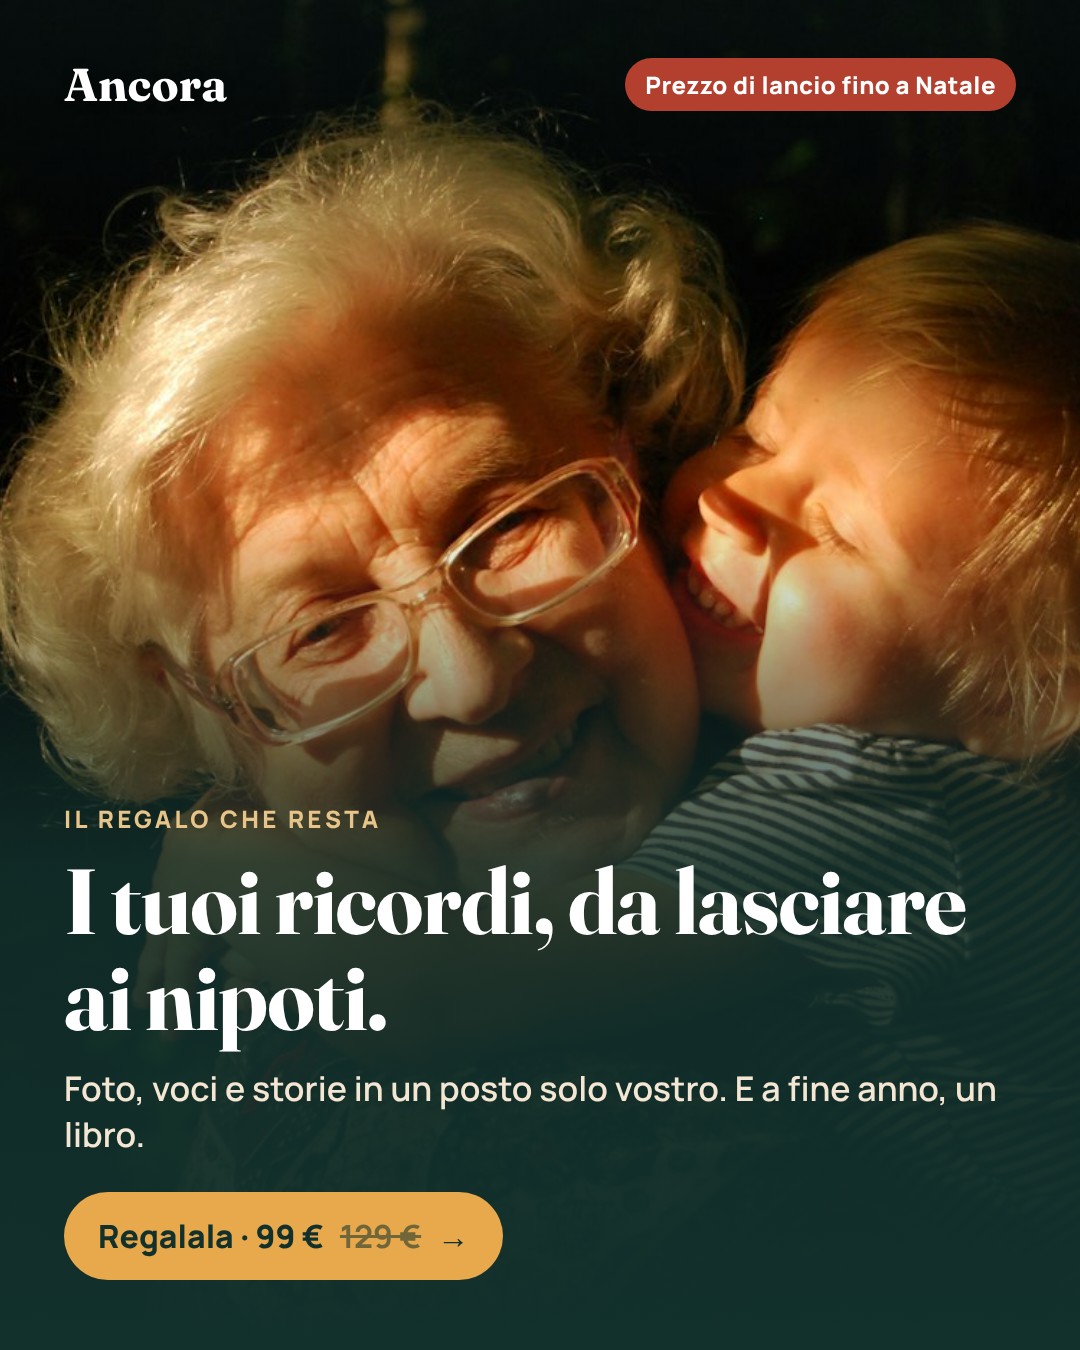 Ancora
Prezzo di lancio fino a Natale
IL REGALO CHE RESTA
I tuoi ricordi, da lasciare
ai nipoti.
Foto, voci e storie in un posto solo vostro. E a fine anno, un
libro.
Regalala · 99 € 129 € →